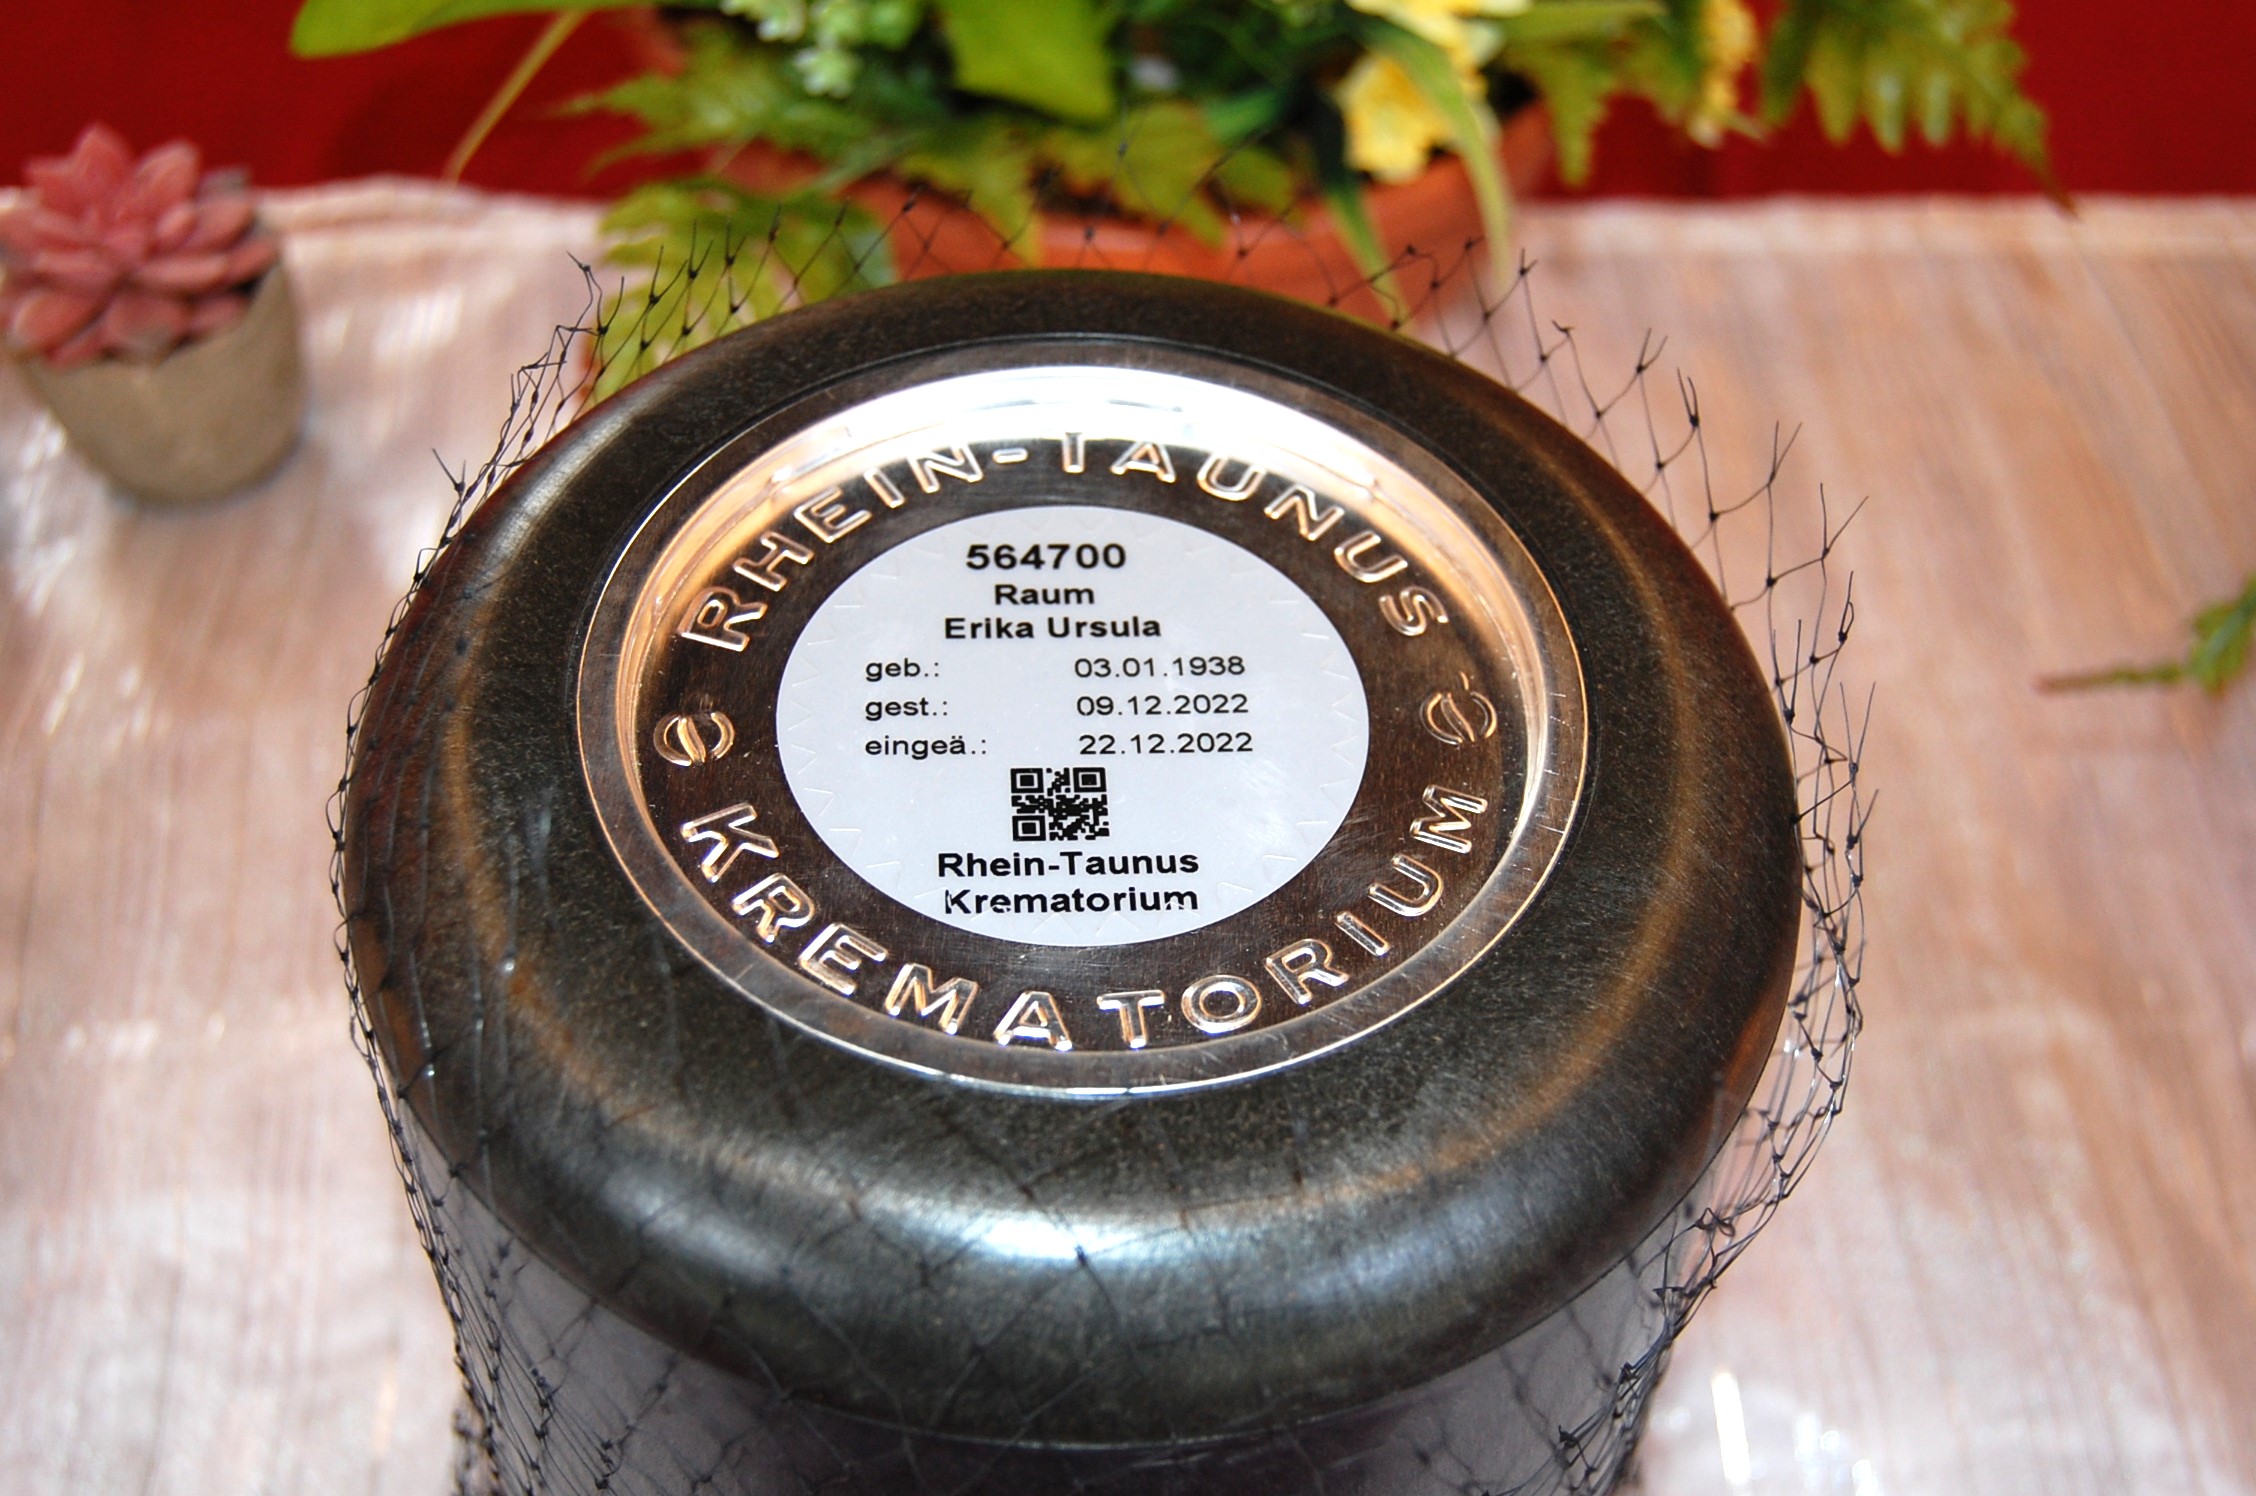 RHEIN-TAUNUS
564700
Raum
Erika Ursula
geb.: 03.01.1938
gest.: 09.12.2022
eingeä.: 22.12.2022
Rhein-Taunus
Krematorium
KREMATORIUM